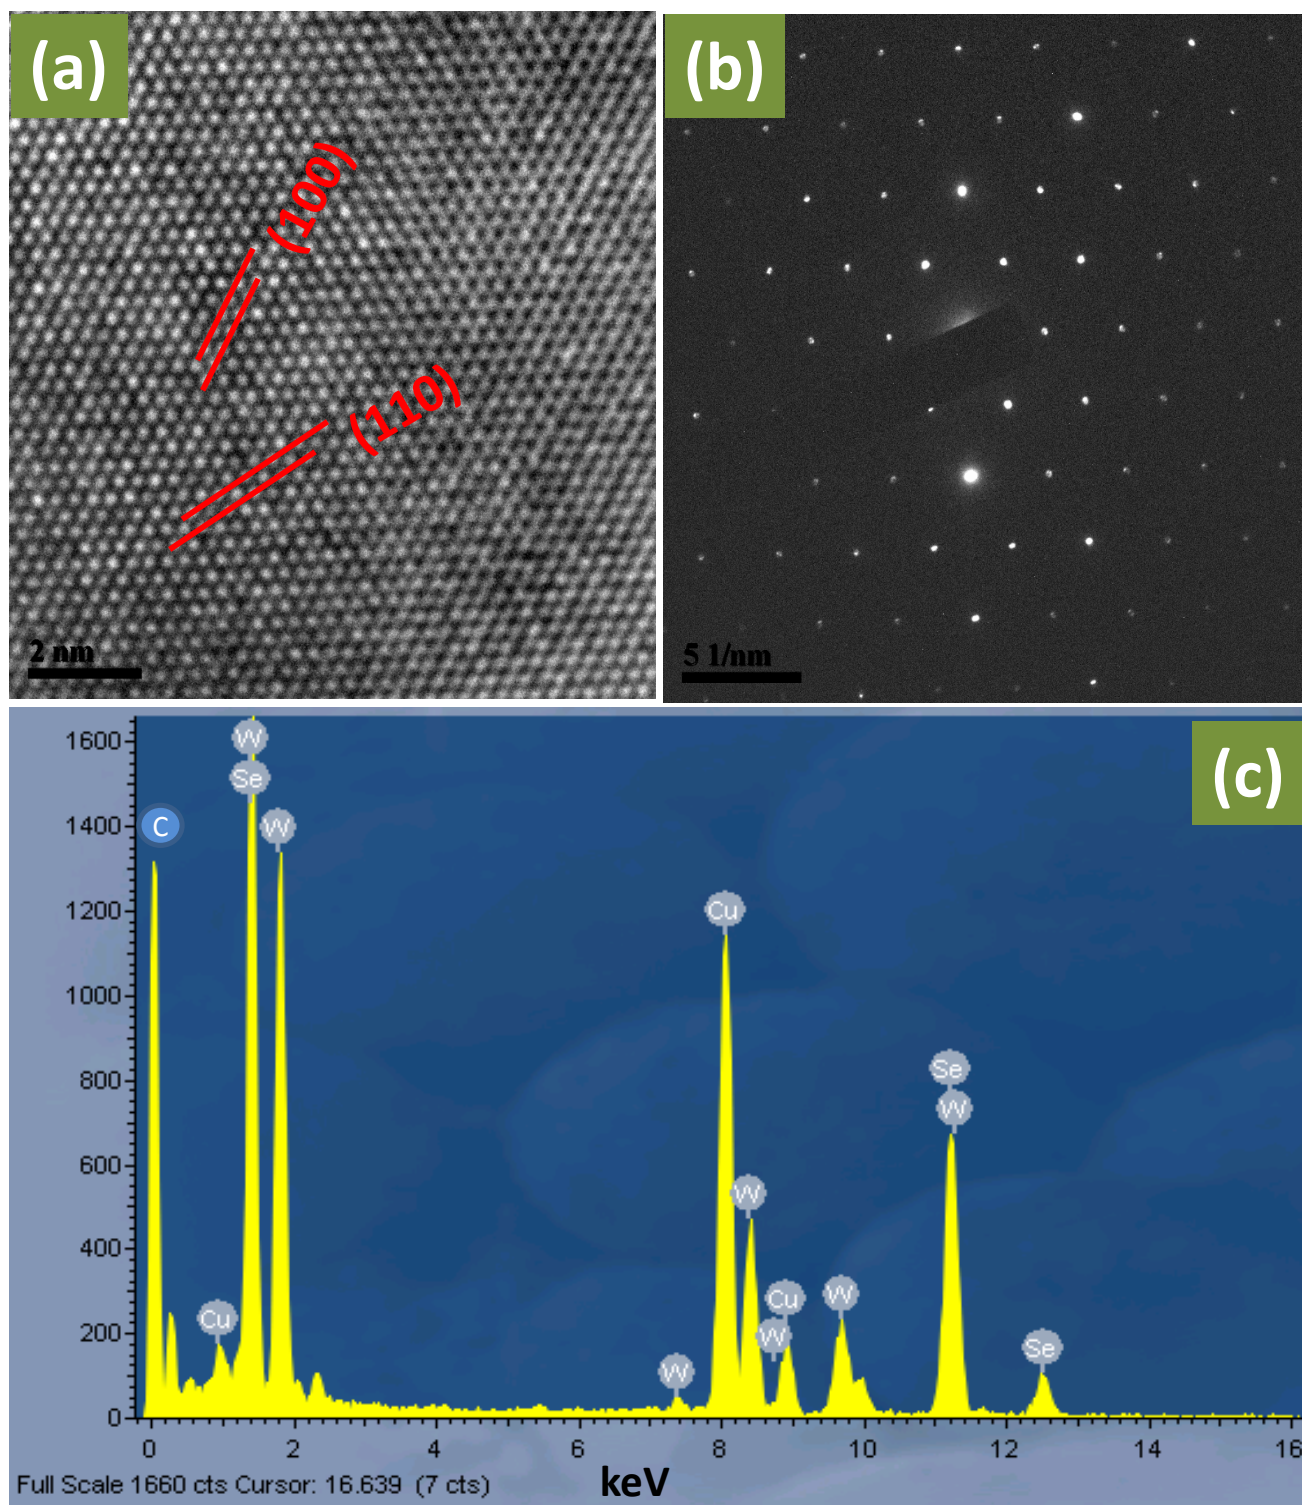 (a)
(100)
(110)
2 nm
(b)
5 1/nm
(c)
1600
1400
1200
1000
800
600
400
200
0
W
Se
C
W
Cu
Cu
W
W
Cu
W
W
Se
W
Se
0 2 4 6 8 10 12 14 16
keV
Full Scale 1660 cts Cursor: 16.639 (7 cts)